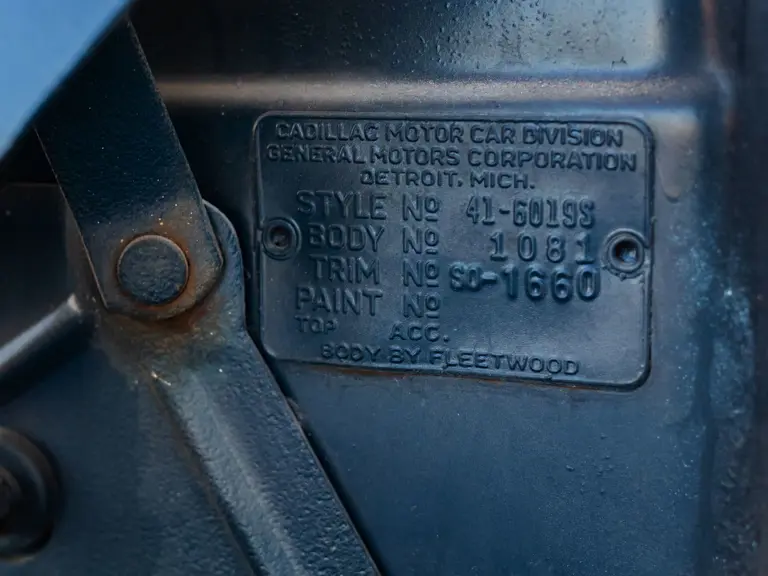 CADILLAC MOTOR CAR DIVISION
GENERAL MOTORS CORPORATION
DETROIT, MICH.
STYLE Nº 41-6019S
BODY Nº 1081
TRIM Nº SO-1660
PAINT Nº
TOP ACC.
BODY BY FLEETWOOD